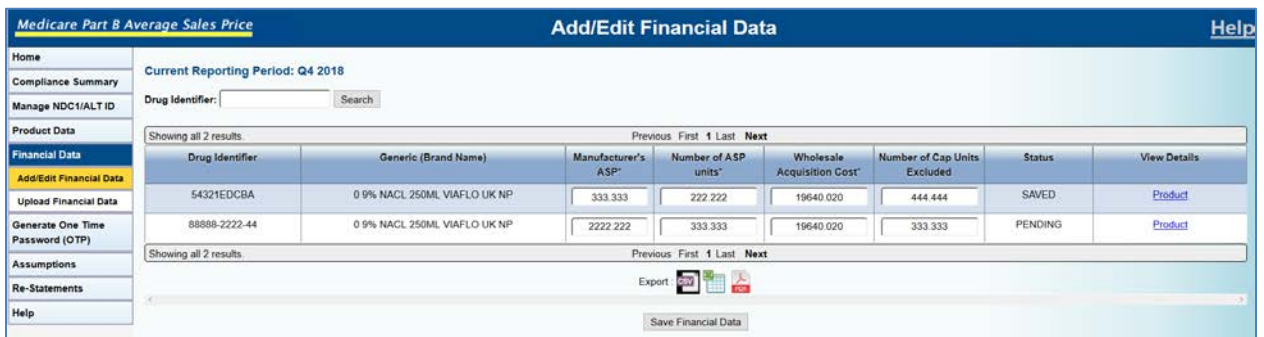 Medicare Part B Average Sales Price
Add/Edit Financial Data
Help
Home
Compliance Summary
Manage NDC1/ALT ID
Product Data
Financial Data
Add/Edit Financial Data
Upload Financial Data
Generate One Time
Password (OTP)
Assumptions
Re-Statements
Help
Current Reporting Period: Q4 2018
Drug Identifier: Search
Showing all 2 results. Previous First 1 Last Next
Drug Identifier Generic (Brand Name) Manufacturer's ASP* Number of ASP units* Wholesale Acquisition Cost* Number of Cap Units Excluded Status View Details
54321EDCBA 0.9% NACL 250ML VIAFLO UK NP 333.333 222.222 19640.020 444.444 SAVED Product
88888-2222-44 0.9% NACL 250ML VIAFLO UK NP 2222.222 333.333 19640.020 333.333 PENDING Product
Showing all 2 results. Previous First 1 Last Next
Export: CSV PDF
Save Financial Data